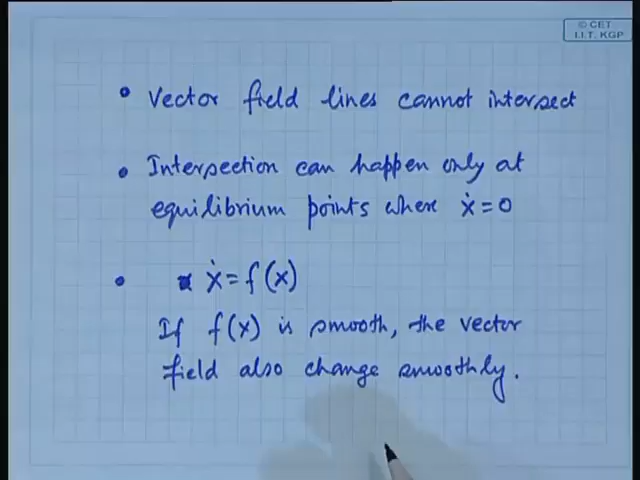 © CET
I.I.T. KGP
• Vector field lines cannot intersect
• Intersection can happen only at
equilibrium points where ẋ=0
• ẋ=f(x)
If f(x) is smooth, the vector
field also change smoothly.